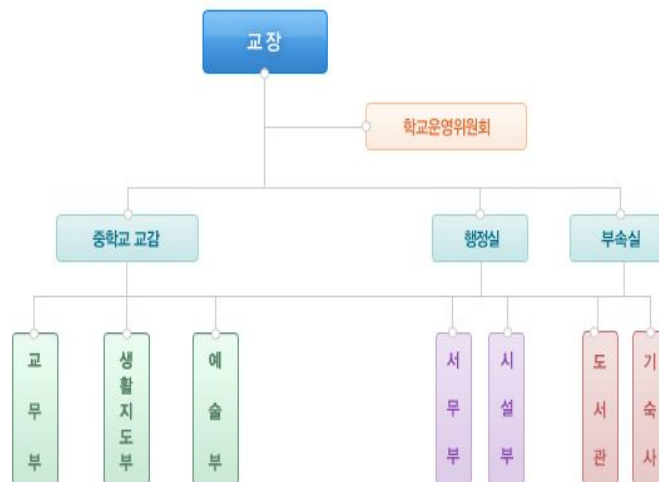 교장
학교운영위원회
중학교 교감
행정실
부속실
교무부
생활지도부
예술부
서무부
시설부
도서관
기숙사